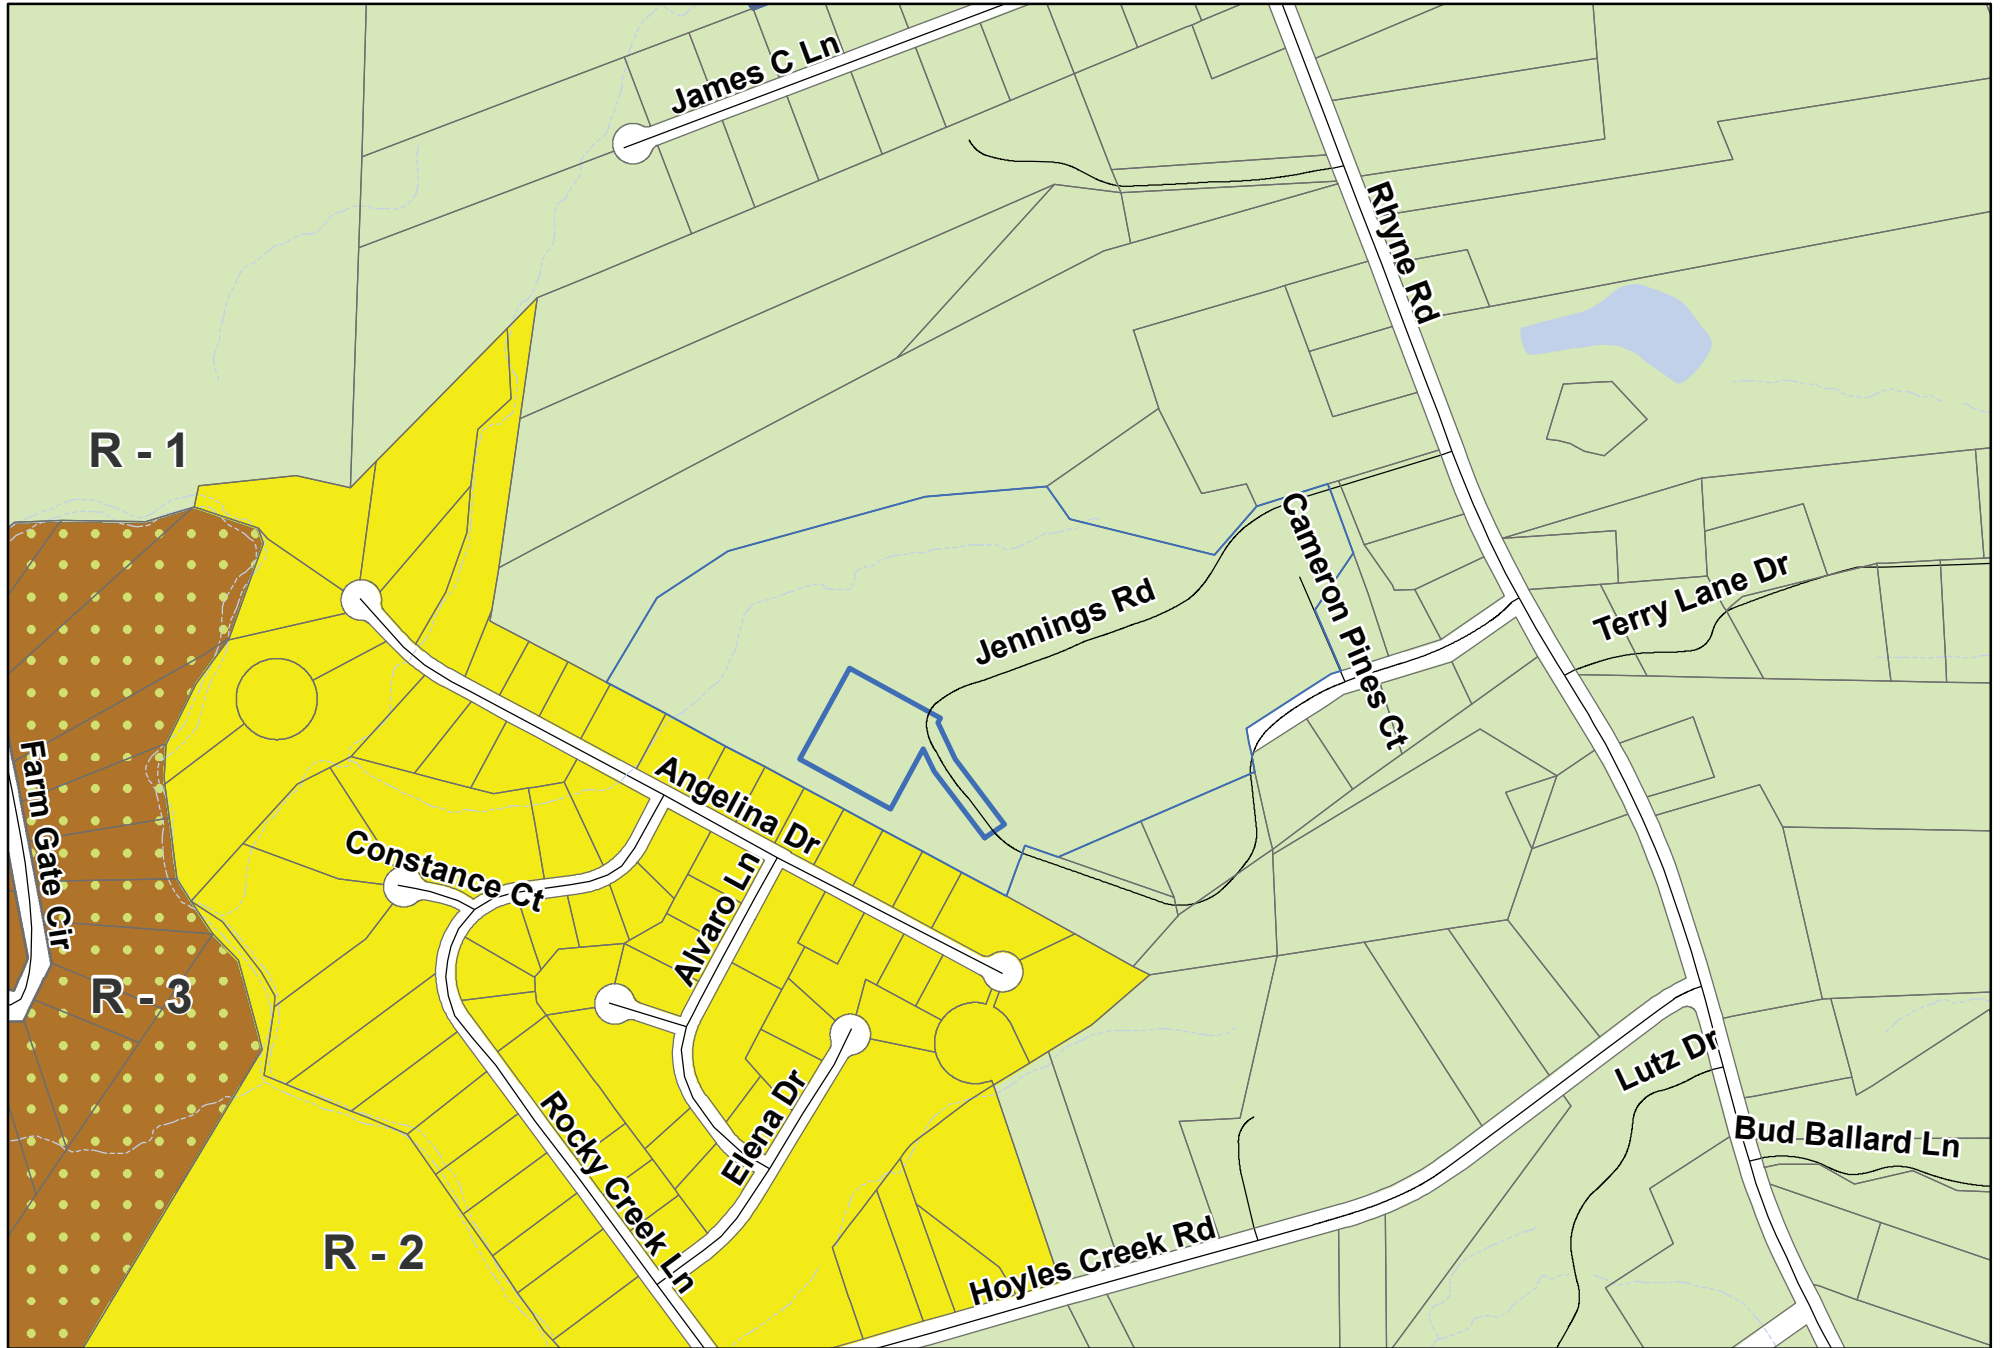 James C Ln
Rhyne Rd
R - 1
Cameron Pines Ct
Terry Lane Dr
Jennings Rd
Farm Gate Cir
Angelina Dr
Constance Ct
Alvaro Ln
R - 3
Lutz Dr
Elena Dr
Rocky Creek Ln
Bud Ballard Ln
R - 2
Hoyles Creek Rd